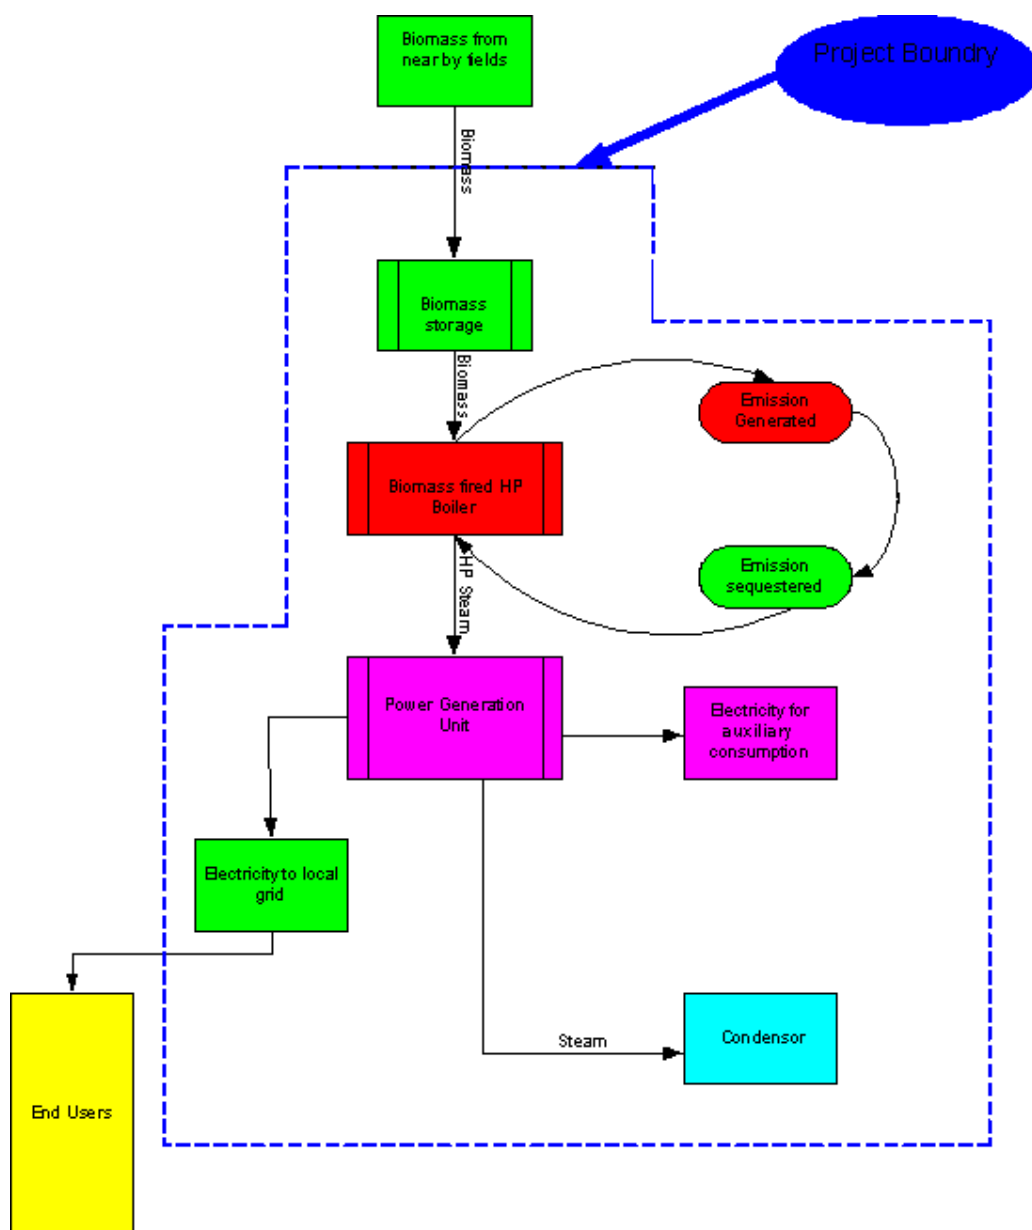 Biomass from
near by fields
Project Boundry
Biomass
Biomass
storage
Biomass
Emission
Generated
Biomass fired HP
Boiler
Emission
sequestered
HP Steam
Power Generation
Unit
Electricity for
auxiliary
consumption
Electricity to local
grid
Steam
Condensor
End Users